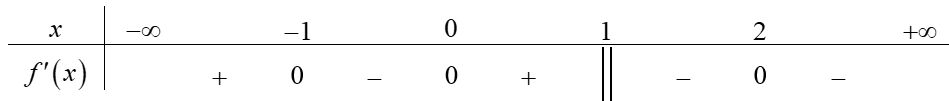 x −∞ −1 0 1 2 +∞
f′(x) + 0 − 0 + || − 0 −